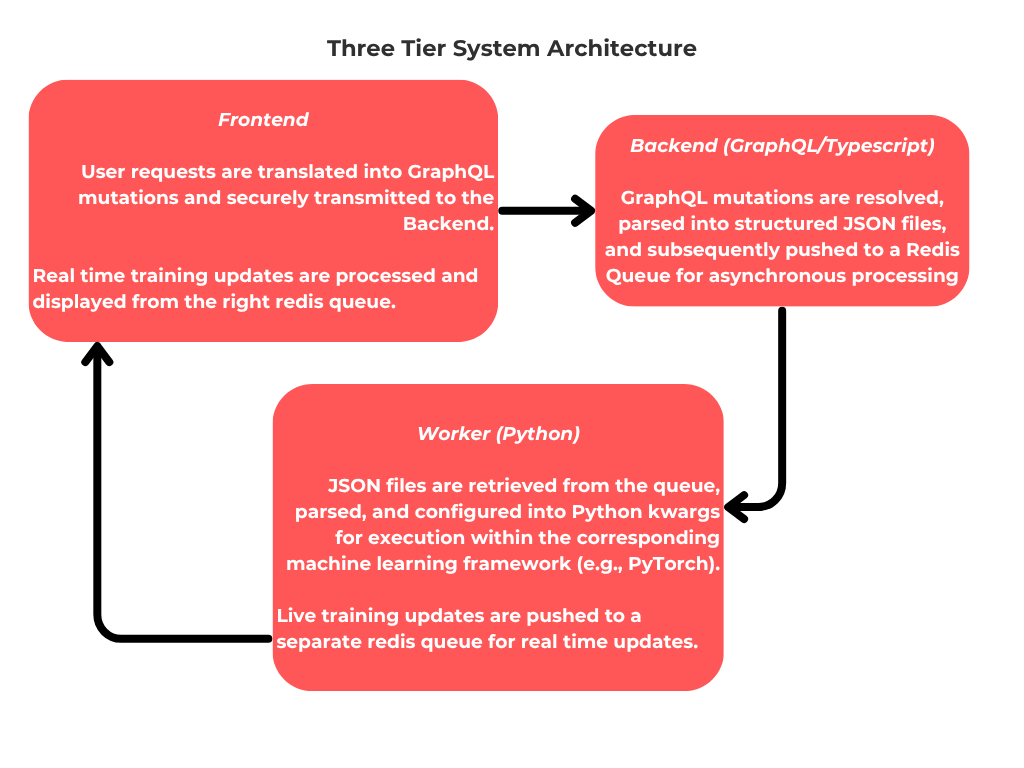 Three Tier System Architecture
Frontend
User requests are translated into GraphQL
mutations and securely transmitted to the
Backend.
Real time training updates are processed and
displayed from the right redis queue.
Backend (GraphQL/Typescript)
GraphQL mutations are resolved,
parsed into structured JSON files,
and subsequently pushed to a Redis
Queue for asynchronous processing
Worker (Python)
JSON files are retrieved from the queue,
parsed, and configured into Python kwargs
for execution within the corresponding
machine learning framework (e.g., PyTorch).
Live training updates are pushed to a
separate redis queue for real time updates.